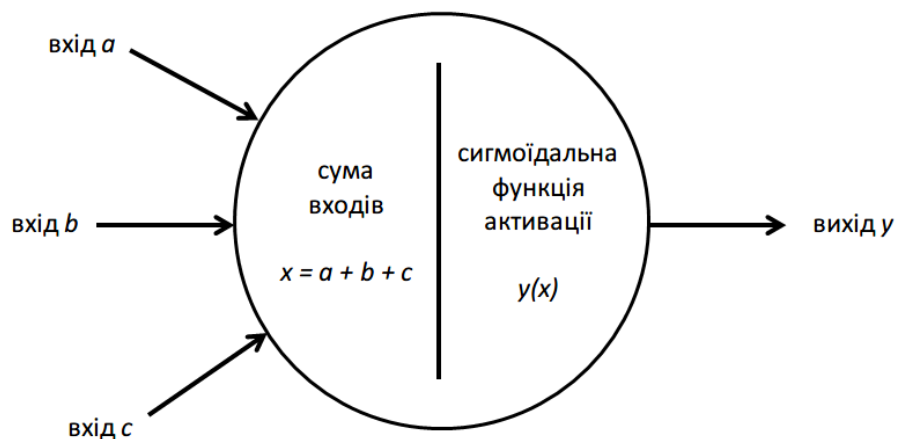 вхід a
вхід b
вхід c
сума
входів
x = a + b + c
сигмоїдальна
функція
активації
y(x)
вихід y